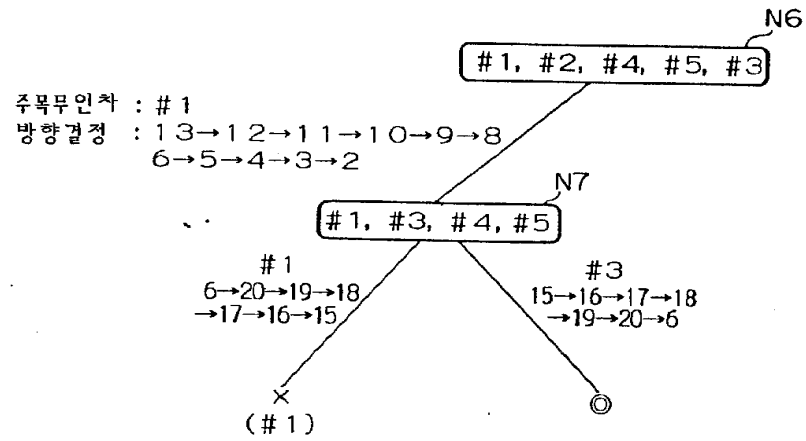 N6
#1, #2, #4, #5, #3
주목무인차 : #1
방향결정 : 13→12→11→10→9→8
6→5→4→3→2
N7
#1, #3, #4, #5
#1
6→20→19→18
→17→16→15
#3
15→16→17→18
→19→20→6
×
(#1)
◎